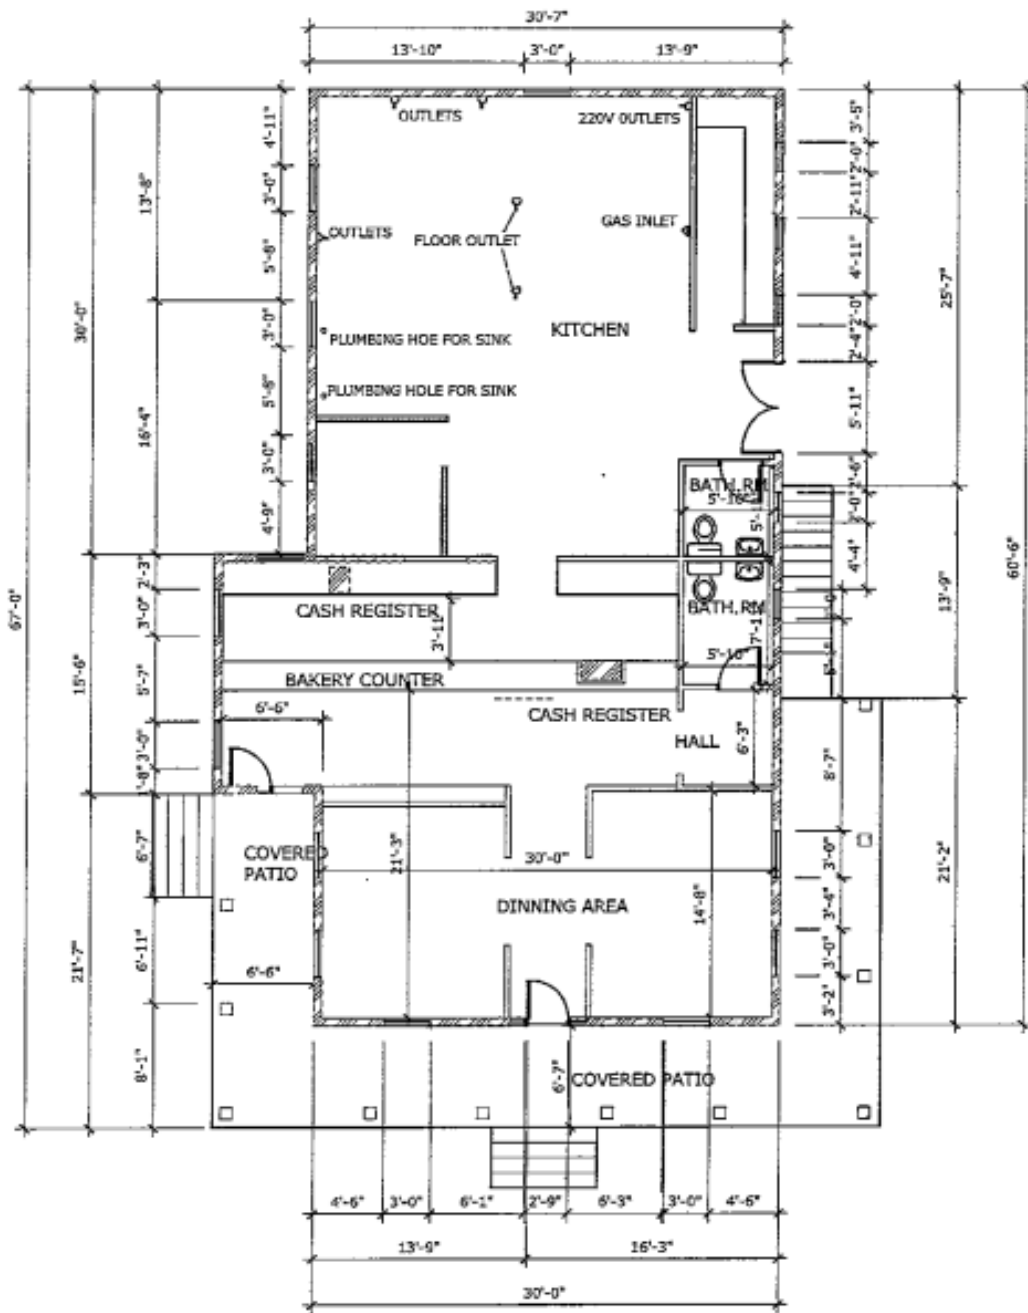 30'-7"
13'-10" 3'-0" 13'-9"
OUTLETS
220V OUTLETS
4'-11"
3'-5"
2'-0"
2'-11"
13'-8"
3'-0"
OUTLETS
FLOOR OUTLET
GAS INLET
5'-8"
4'-11"
25'-7"
30'-0"
3'-0"
PLUMBING HOE FOR SINK
KITCHEN
2'-0"
2'-4"
PLUMBING HOLE FOR SINK
5'-8"
16'-4"
5'-11"
3'-0"
BATH.RM
5'-10"
2'-6"
4'-9"
4'-4"
67'-0"
60'-6"
2'-3"
CASH REGISTER
3'-11"
BATH.RM
5'-10"
13'-9"
3'-0"
15'-6"
BAKERY COUNTER
5'-7"
6'-6"
CASH REGISTER
HALL
6'-3"
3'-0"
1'-8"
8'-7"
6'-7"
COVERED
PATIO
21'-3"
30'-0"
3'-0"
21'-2"
DINNING AREA
14'-8"
3'-4"
6'-11"
21'-7"
6'-6"
3'-0"
3'-2"
8'-1"
6'-7"
COVERED PATIO
4'-6" 3'-0" 6'-1" 2'-9" 6'-3" 3'-0" 4'-6"
13'-9" 16'-3"
30'-0"